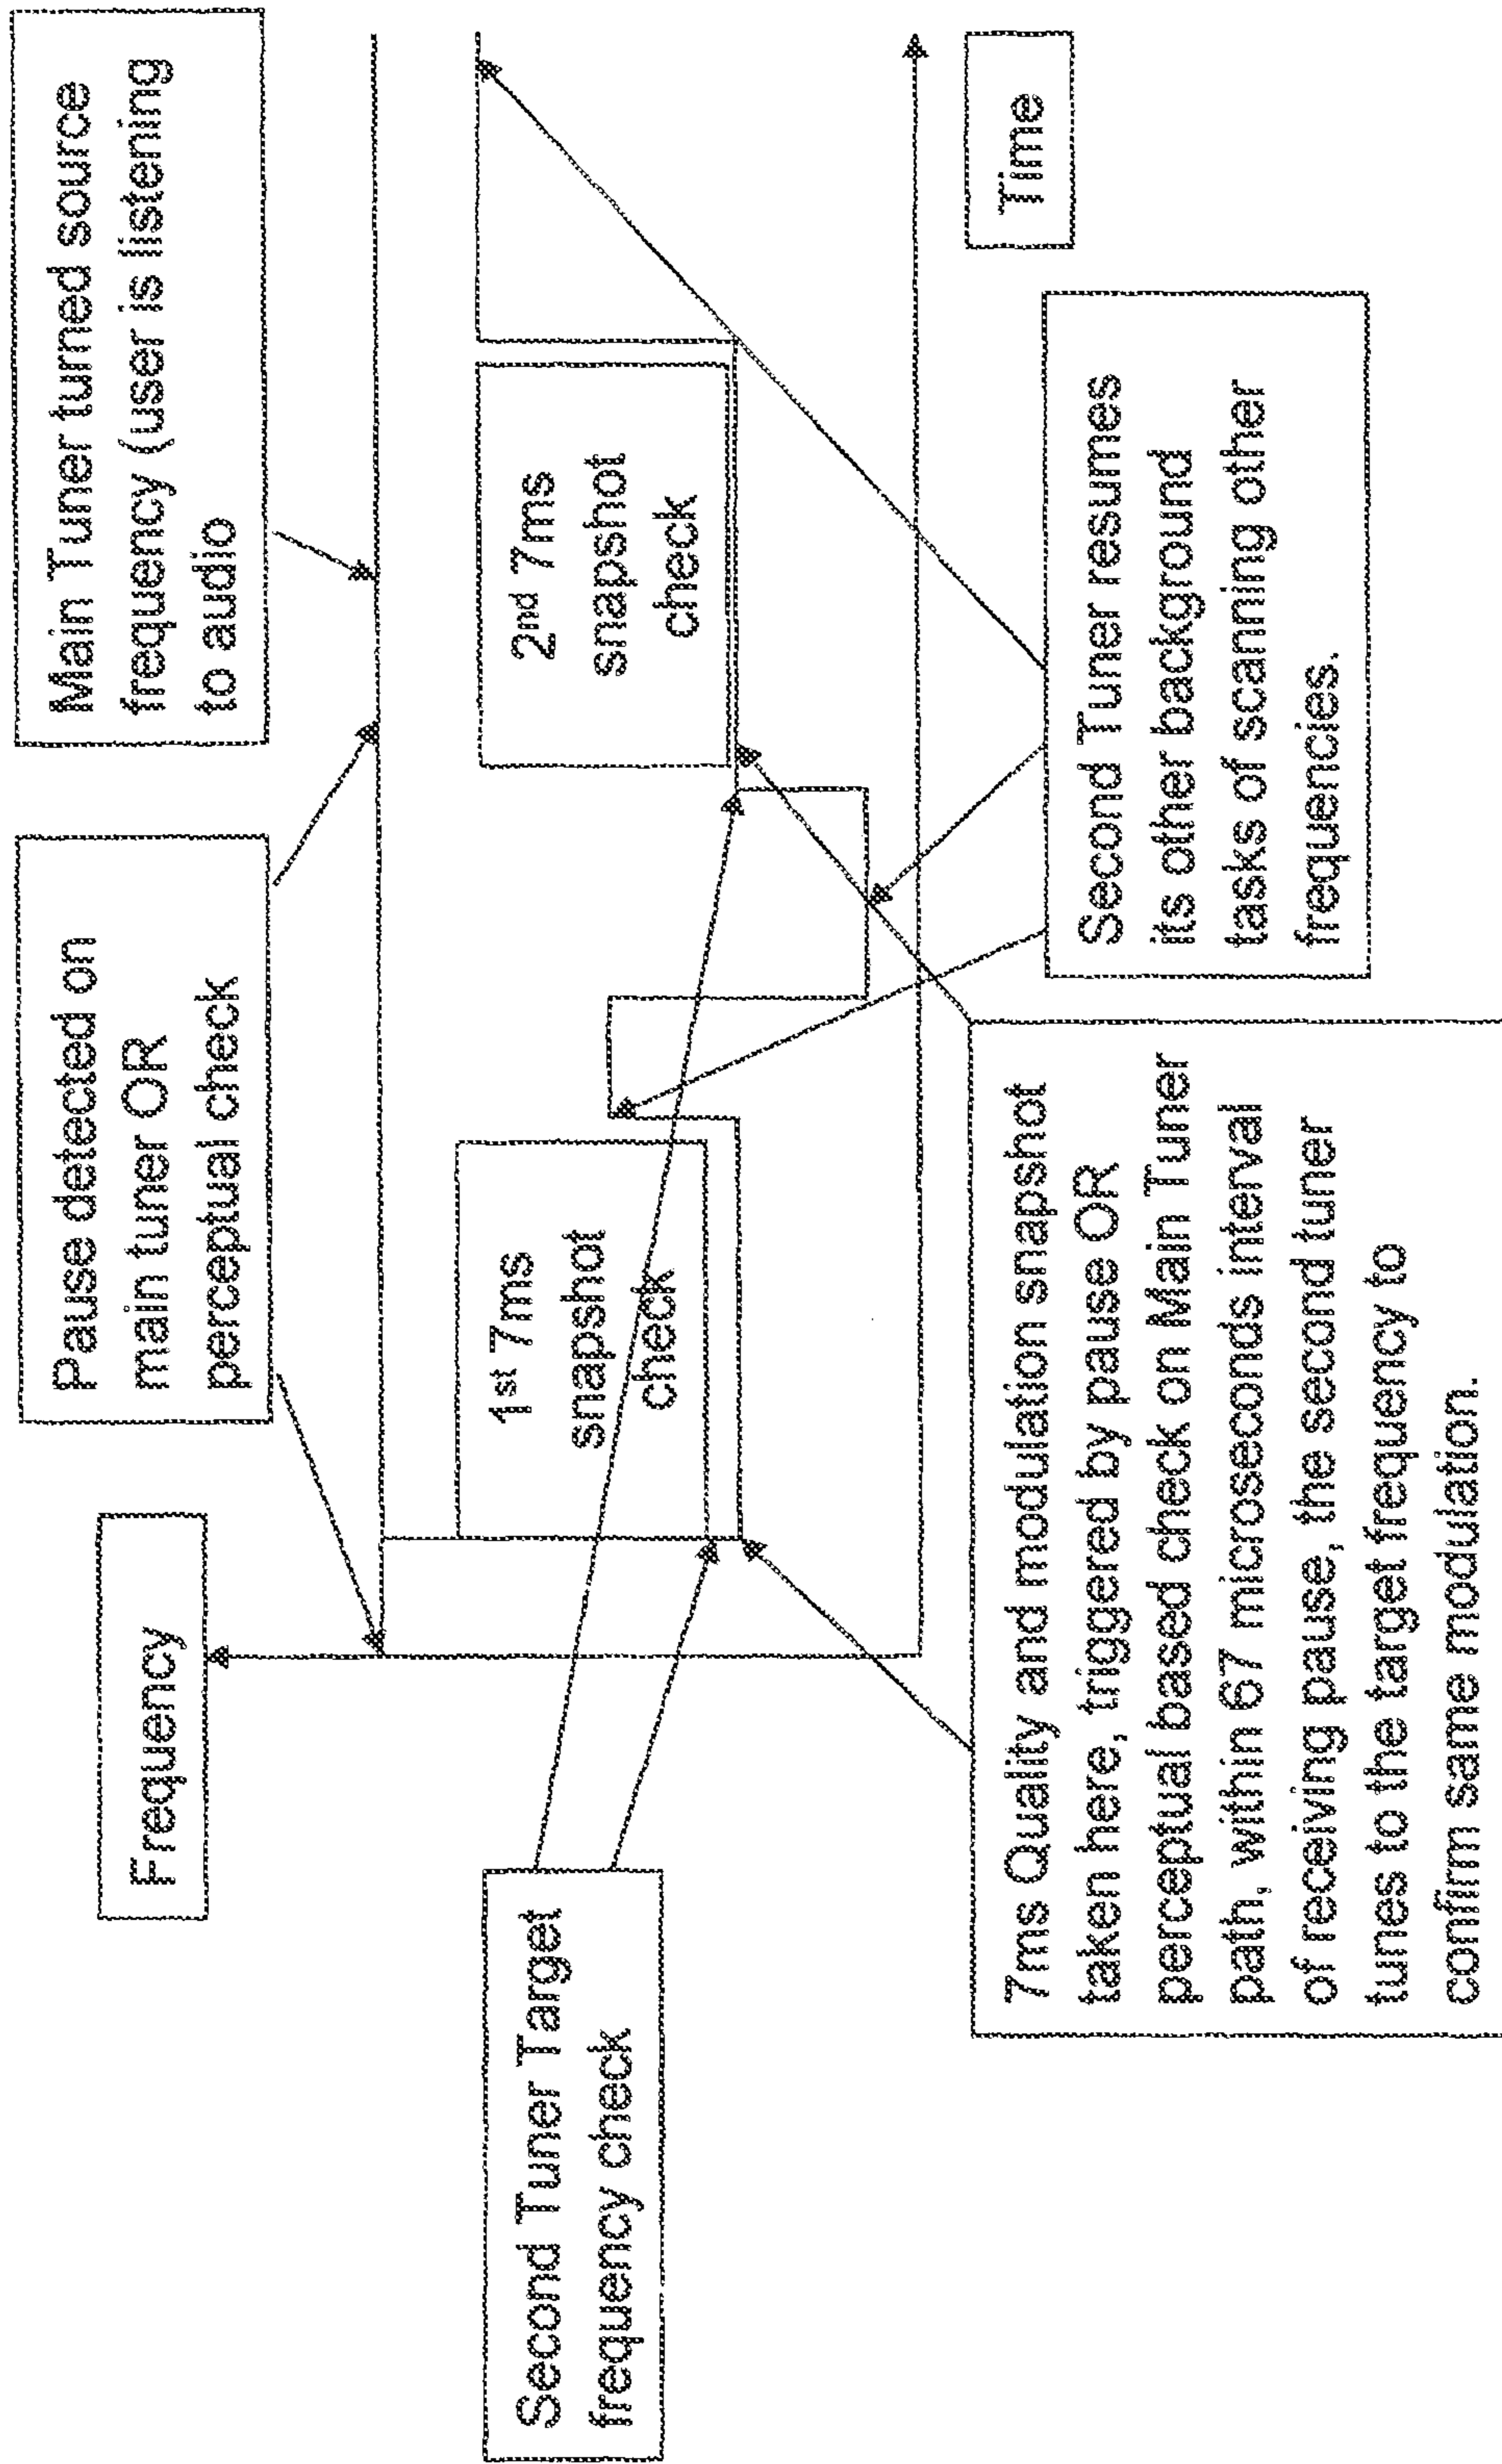 Frequency
Pause detected on
main tuner OR
perceptual check
Main Tuner turned source
frequency (user is listening
to audio
Second Tuner Target
frequency check
1st 7ms
snapshot
check
2nd 7ms
snapshot
check
Time
7ms Quality and modulation snapshot
taken here, triggered by pause OR
perceptual based check on Main Tuner
path, within 67 microseconds interval
of receiving pause, the second tuner
tunes to the target frequency to
confirm same modulation.
Second Tuner resumes
its other background
tasks of scanning other
frequencies.